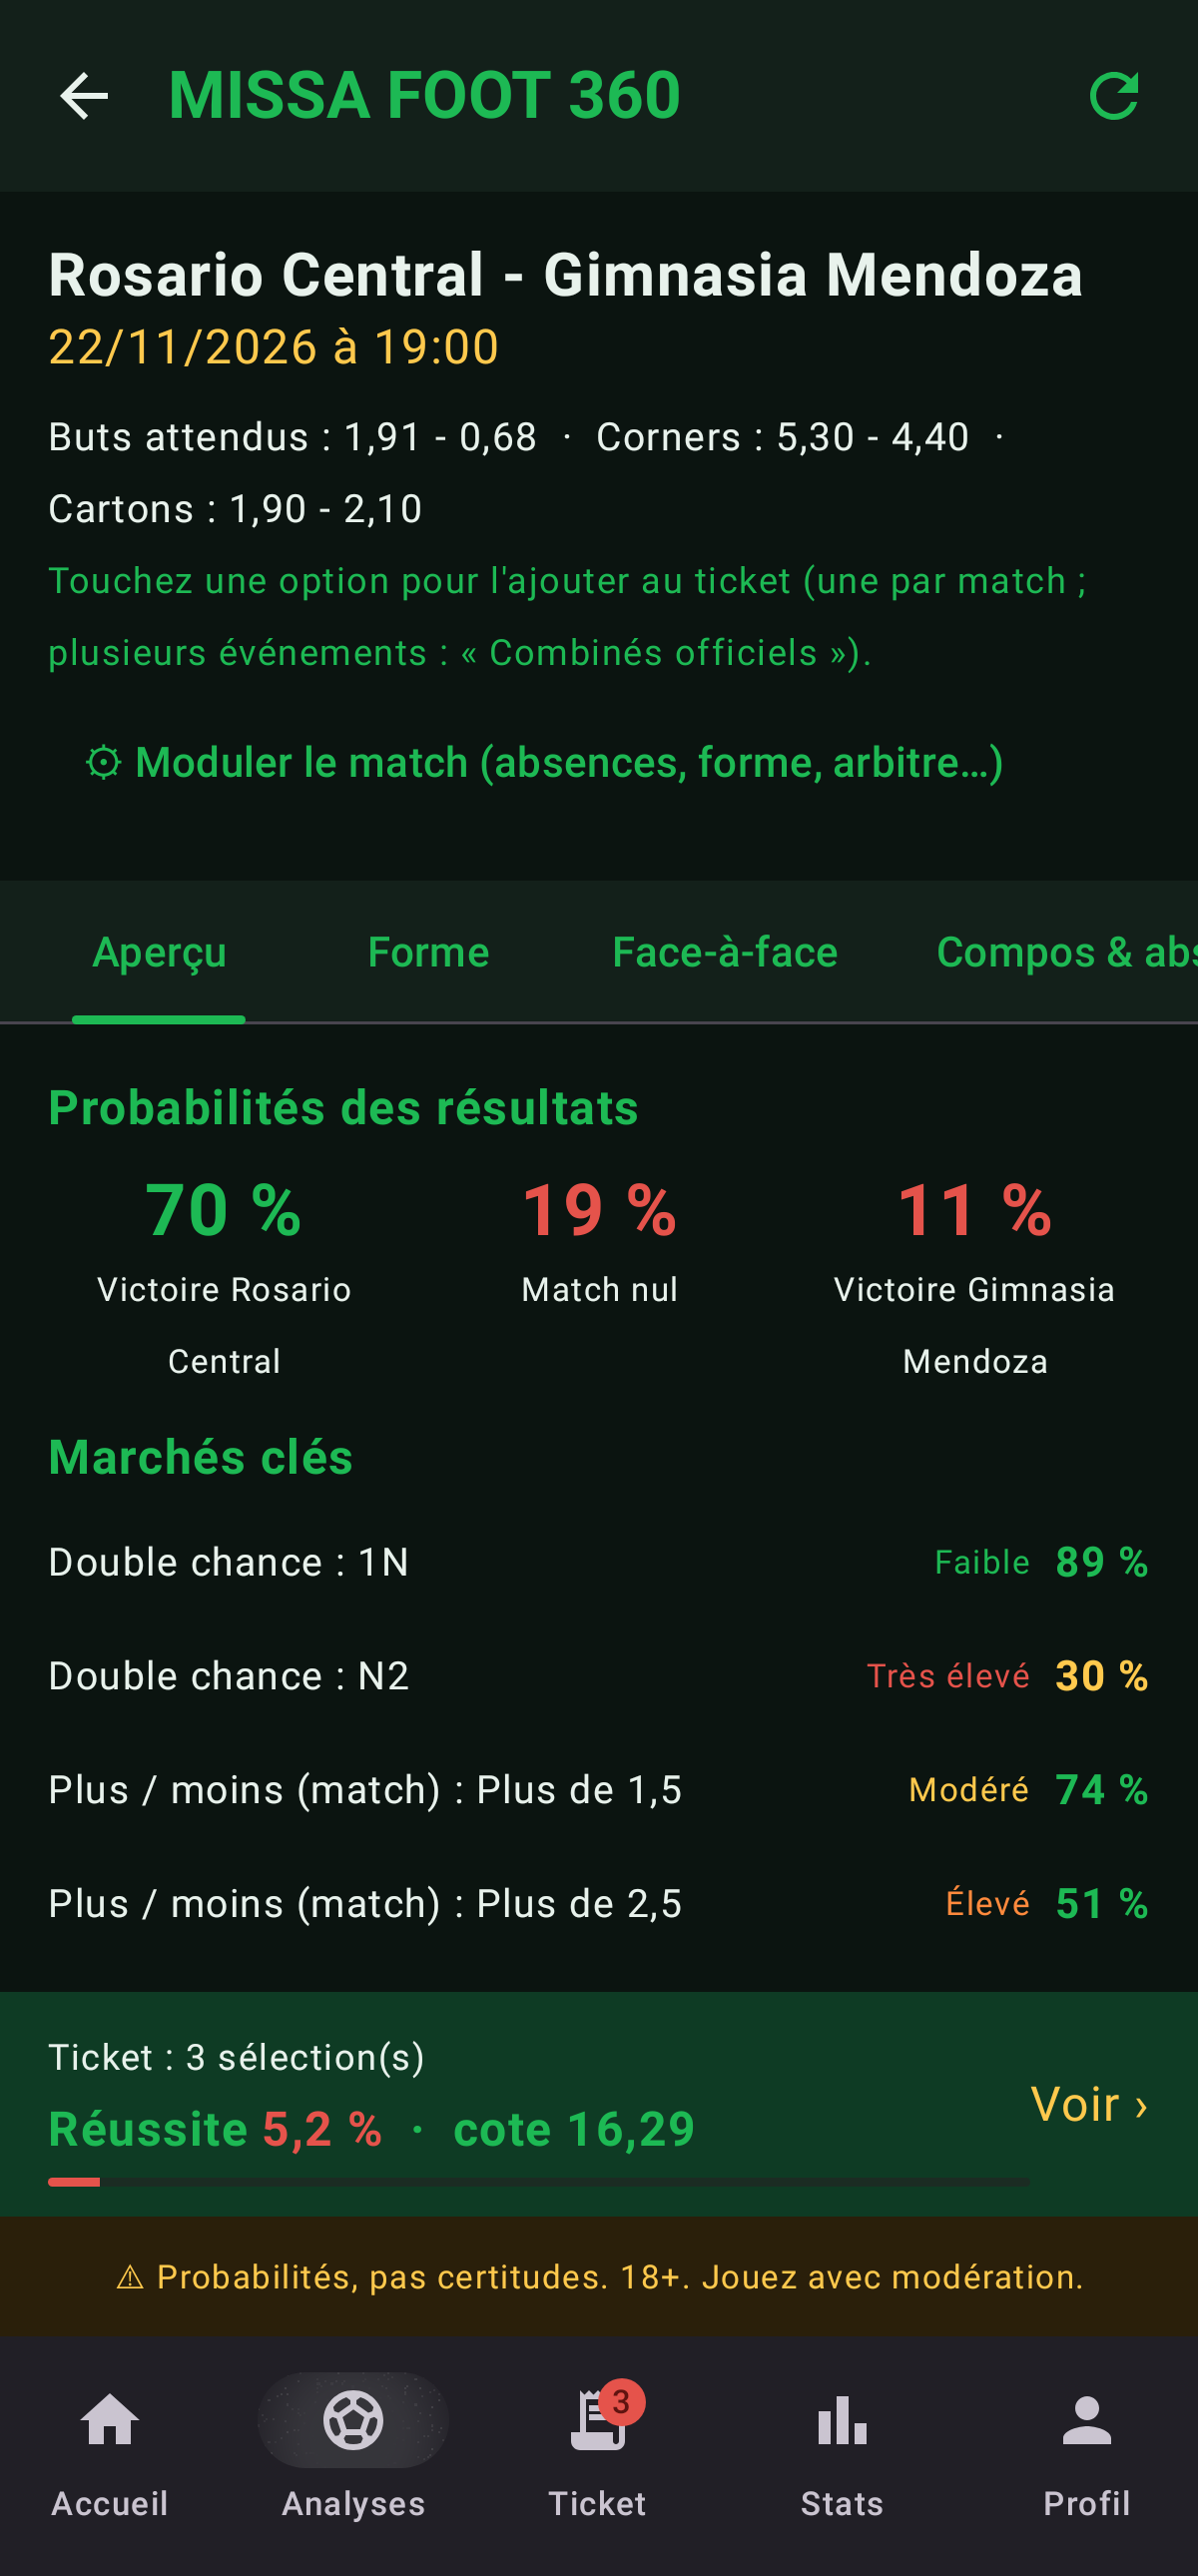 MISSA FOOT 360
Rosario Central - Gimnasia Mendoza
22/11/2026 à 19:00
Buts attendus : 1,91 - 0,68 · Corners : 5,30 - 4,40 ·
Cartons : 1,90 - 2,10
Touchez une option pour l'ajouter au ticket (une par match ;
plusieurs événements : « Combinés officiels »).
Moduler le match (absences, forme, arbitre…)
Aperçu Forme Face-à-face Compos & abs
Probabilités des résultats
70 % 19 % 11 %
Victoire Rosario Match nul Victoire Gimnasia
Central Mendoza
Marchés clés
Double chance : 1N Faible 89 %
Double chance : N2 Très élevé 30 %
Plus / moins (match) : Plus de 1,5 Modéré 74 %
Plus / moins (match) : Plus de 2,5 Élevé 51 %
Ticket : 3 sélection(s)
Réussite 5,2 % · cote 16,29
Voir ›
⚠ Probabilités, pas certitudes. 18+. Jouez avec modération.
3
Accueil Analyses Ticket Stats Profil